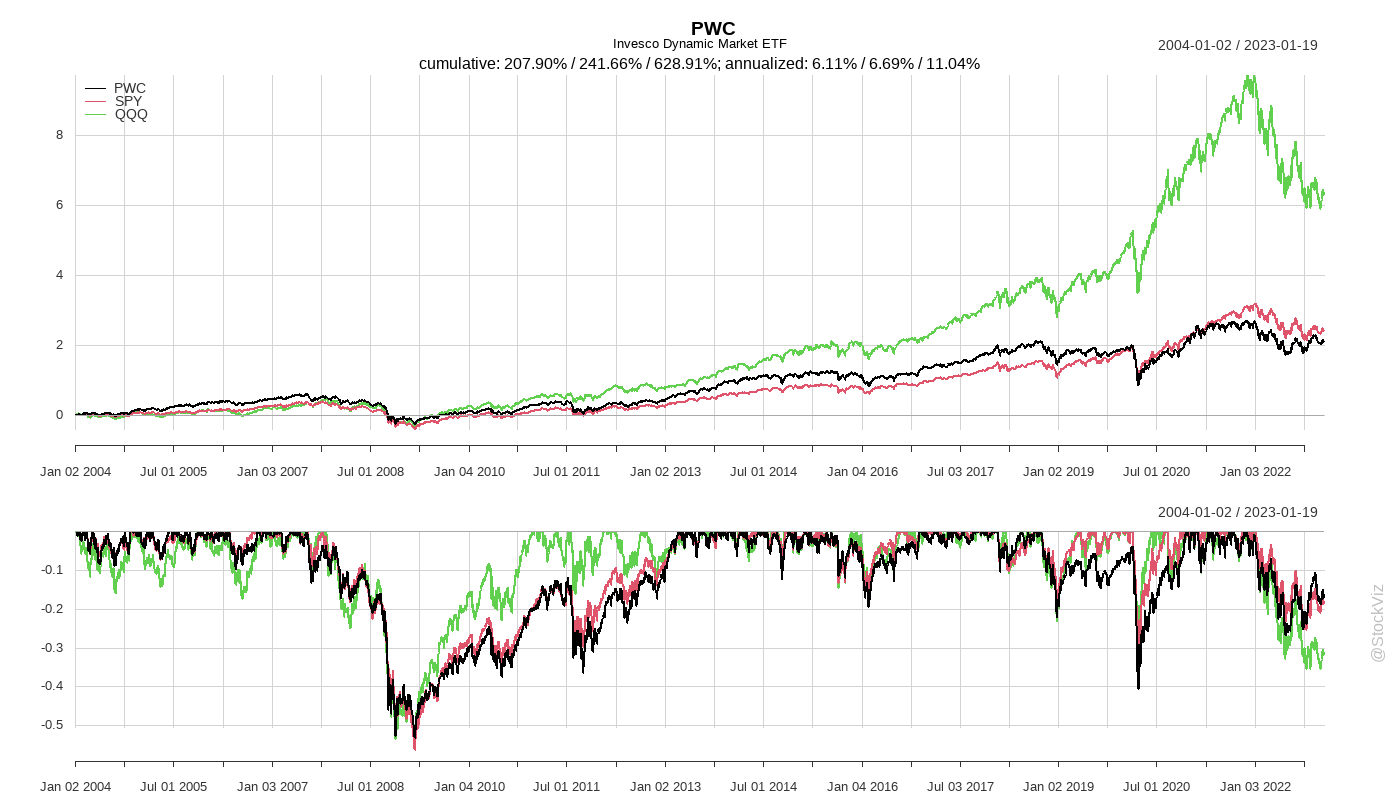 PWC
Invesco Dynamic Market ETF
2004-01-02 / 2023-01-19
cumulative: 207.90% / 241.66% / 628.91%; annualized: 6.11% / 6.69% / 11.04%
PWC
SPY
QQQ
8
6
4
2
0
Jan 02 2004 Jul 01 2005 Jan 03 2007 Jul 01 2008 Jan 04 2010 Jul 01 2011 Jan 02 2013 Jul 01 2014 Jan 04 2016 Jul 03 2017 Jan 02 2019 Jul 01 2020 Jan 03 2022
2004-01-02 / 2023-01-19
-0.1
-0.2
-0.3
-0.4
-0.5
Jan 02 2004 Jul 01 2005 Jan 03 2007 Jul 01 2008 Jan 04 2010 Jul 01 2011 Jan 02 2013 Jul 01 2014 Jan 04 2016 Jul 03 2017 Jan 02 2019 Jul 01 2020 Jan 03 2022
@StockViz